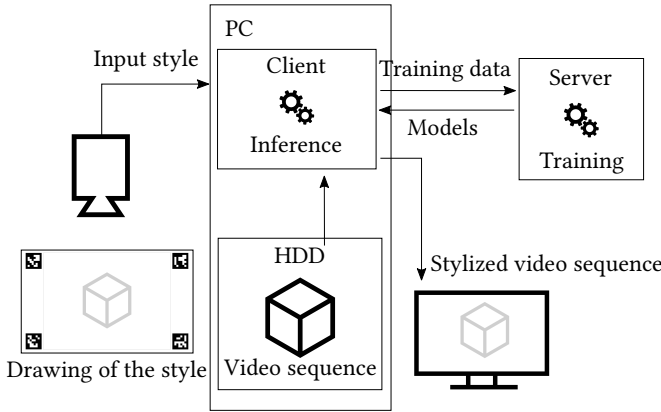 PC
Input style
Client
Inference
Training data
Models
Server
Training
HDD
Video sequence
Stylized video sequence
Drawing of the style